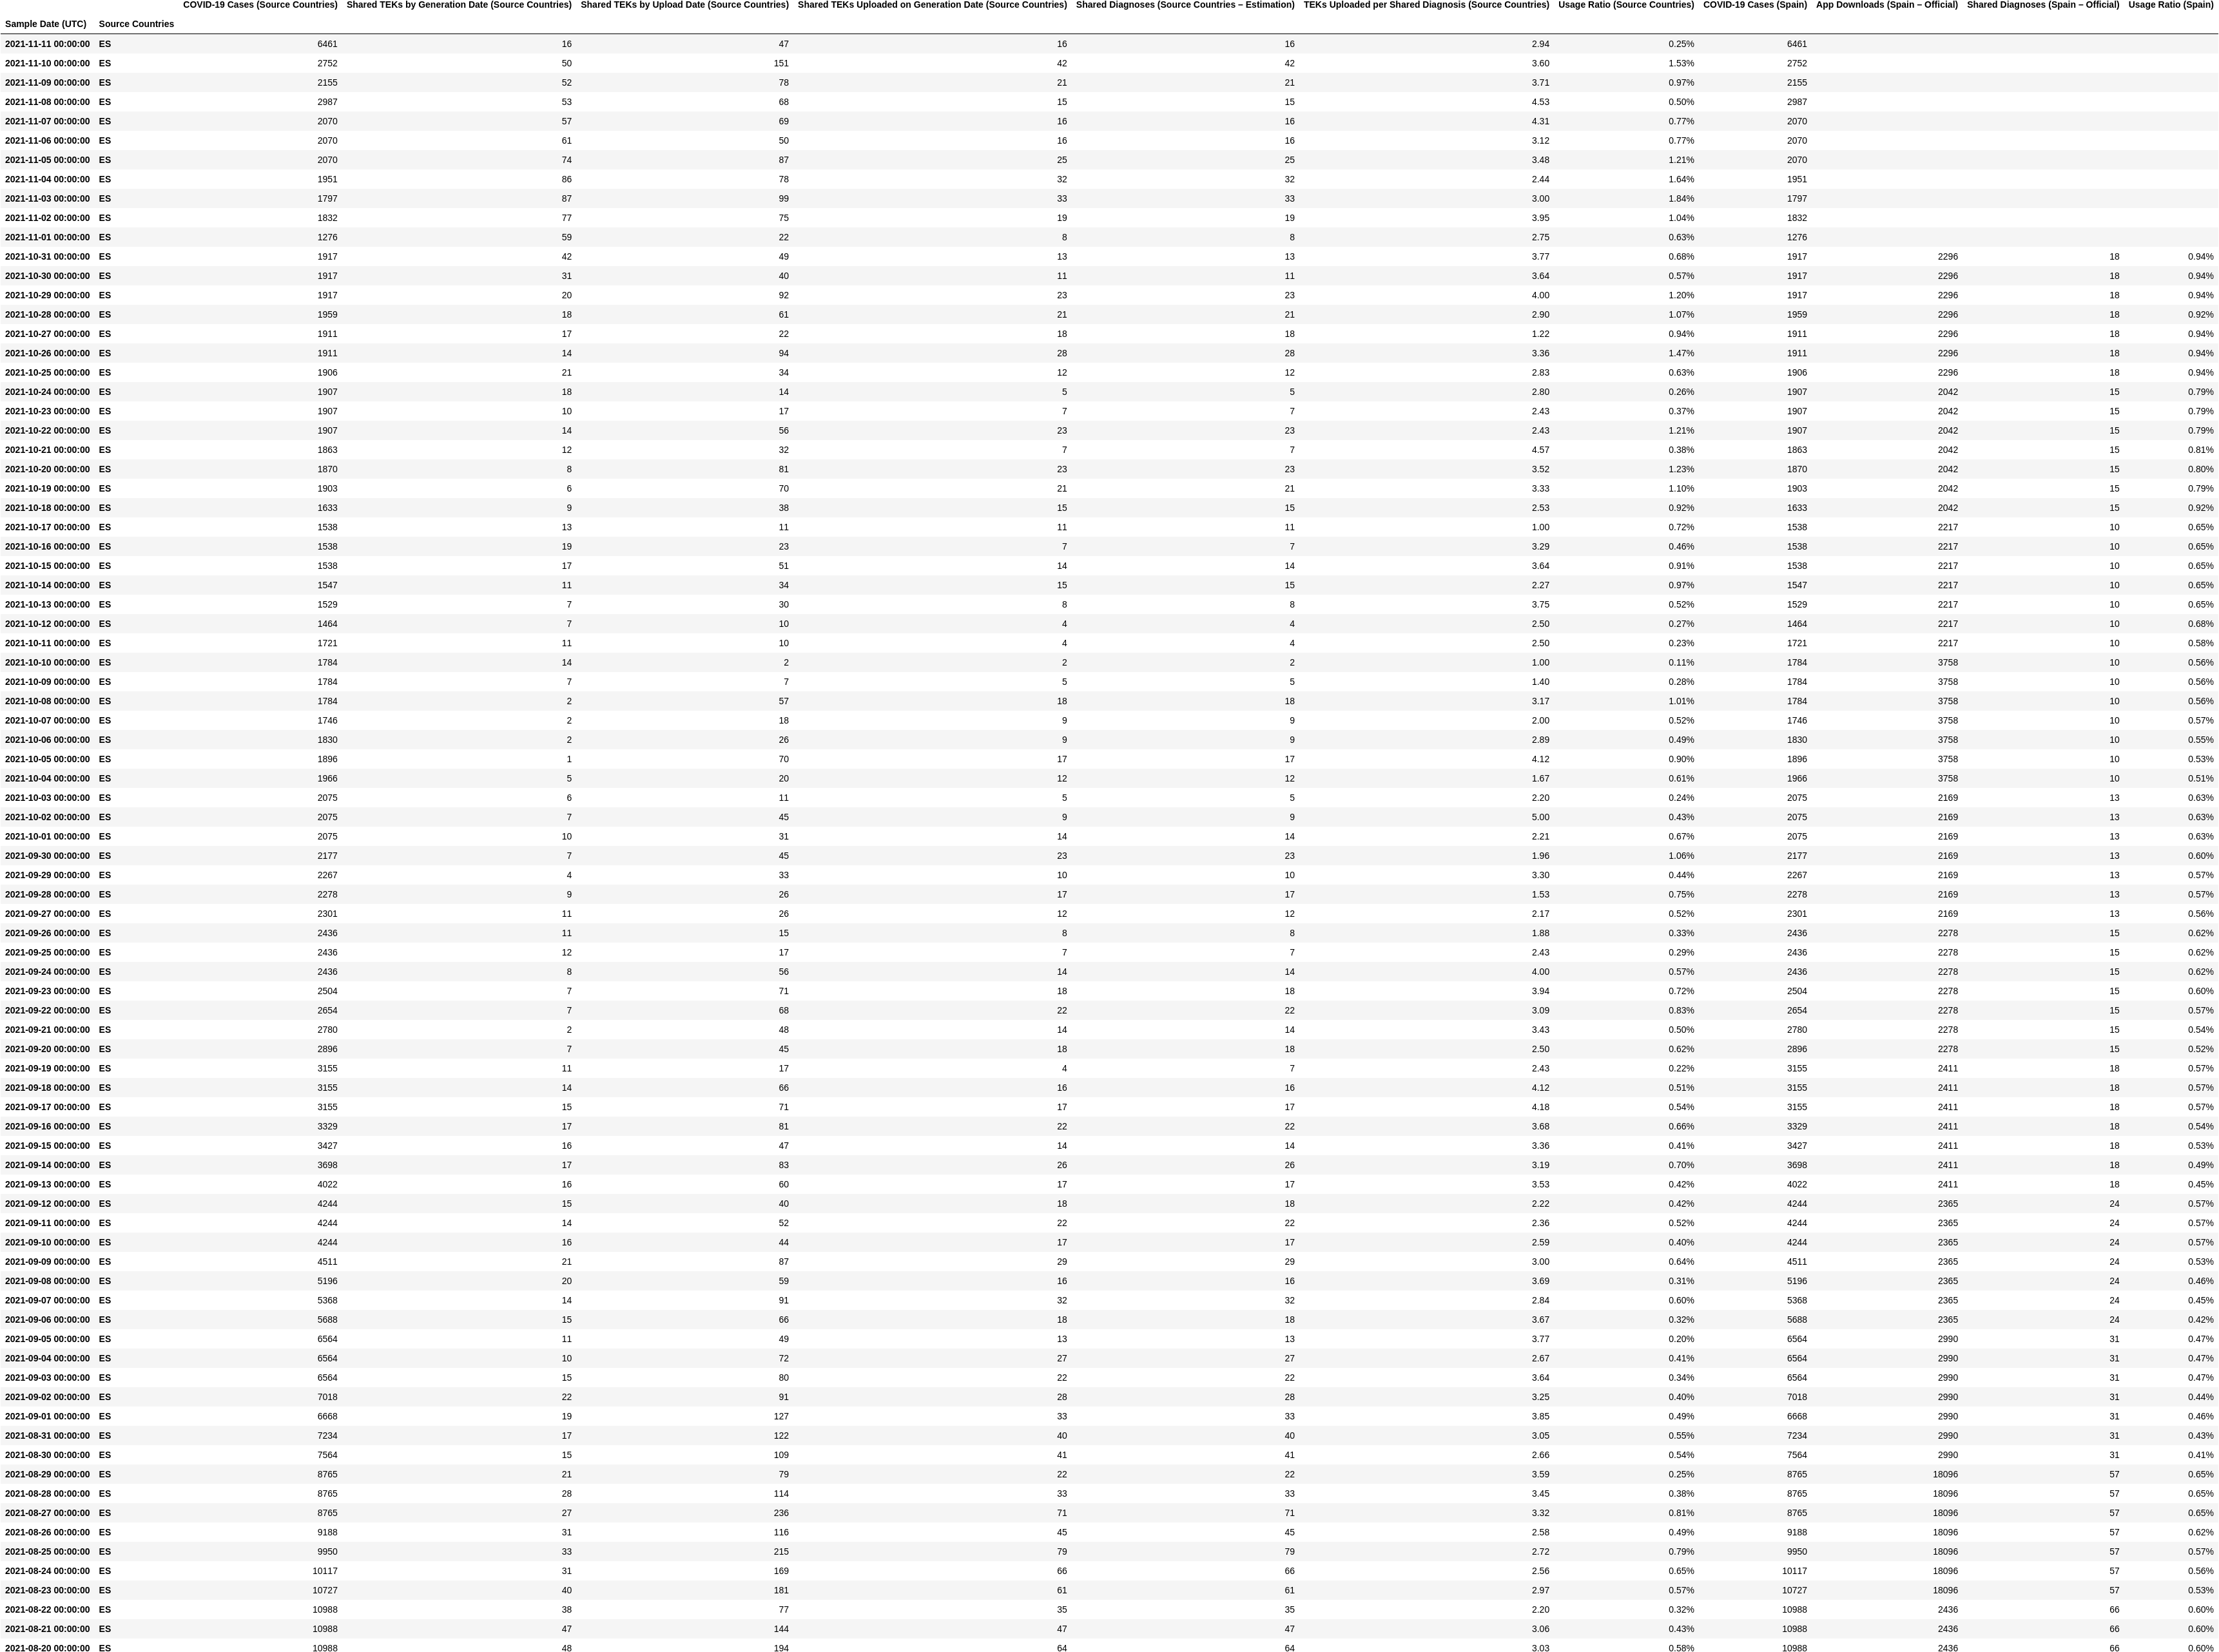 COVID-19 Cases (Source Countries) Shared TEKs by Generation Date (Source Countries) Shared TEKs by Upload Date (Source Countries) Shared TEKs Uploaded on Generation Date (Source Countries) Shared Diagnoses (Source Countries – Estimation) TEKs Uploaded per Shared Diagnosis (Source Countries) Usage Ratio (Source Countries) COVID-19 Cases (Spain) App Downloads (Spain – Official) Shared Diagnoses (Spain – Official) Usage Ratio (Spain)
Sample Date (UTC) Source Countries
2021-11-11 00:00:00 ES 6461 16 47 16 16 2.94 0.25% 6461
2021-11-10 00:00:00 ES 2752 50 151 42 42 3.60 1.53% 2752
2021-11-09 00:00:00 ES 2155 52 78 21 21 3.71 0.97% 2155
2021-11-08 00:00:00 ES 2987 53 68 15 15 4.53 0.50% 2987
2021-11-07 00:00:00 ES 2070 57 69 16 16 4.31 0.77% 2070
2021-11-06 00:00:00 ES 2070 61 50 16 16 3.12 0.77% 2070
2021-11-05 00:00:00 ES 2070 74 87 25 25 3.48 1.21% 2070
2021-11-04 00:00:00 ES 1951 86 78 32 32 2.44 1.64% 1951
2021-11-03 00:00:00 ES 1797 87 99 33 33 3.00 1.84% 1797
2021-11-02 00:00:00 ES 1832 77 75 19 19 3.95 1.04% 1832
2021-11-01 00:00:00 ES 1276 59 22 8 8 2.75 0.63% 1276
2021-10-31 00:00:00 ES 1917 42 49 13 13 3.77 0.68% 1917 2296 18 0.94%
2021-10-30 00:00:00 ES 1917 31 40 11 11 3.64 0.57% 1917 2296 18 0.94%
2021-10-29 00:00:00 ES 1917 20 92 23 23 4.00 1.20% 1917 2296 18 0.94%
2021-10-28 00:00:00 ES 1959 18 61 21 21 2.90 1.07% 1959 2296 18 0.92%
2021-10-27 00:00:00 ES 1911 17 22 18 18 1.22 0.94% 1911 2296 18 0.94%
2021-10-26 00:00:00 ES 1911 14 94 28 28 3.36 1.47% 1911 2296 18 0.94%
2021-10-25 00:00:00 ES 1906 21 34 12 12 2.83 0.63% 1906 2296 18 0.94%
2021-10-24 00:00:00 ES 1907 18 14 5 5 2.80 0.26% 1907 2042 15 0.79%
2021-10-23 00:00:00 ES 1907 10 17 7 7 2.43 0.37% 1907 2042 15 0.79%
2021-10-22 00:00:00 ES 1907 14 56 23 23 2.43 1.21% 1907 2042 15 0.79%
2021-10-21 00:00:00 ES 1863 12 32 7 7 4.57 0.38% 1863 2042 15 0.81%
2021-10-20 00:00:00 ES 1870 8 81 23 23 3.52 1.23% 1870 2042 15 0.80%
2021-10-19 00:00:00 ES 1903 6 70 21 21 3.33 1.10% 1903 2042 15 0.79%
2021-10-18 00:00:00 ES 1633 9 38 15 15 2.53 0.92% 1633 2042 15 0.92%
2021-10-17 00:00:00 ES 1538 13 11 11 11 1.00 0.72% 1538 2217 10 0.65%
2021-10-16 00:00:00 ES 1538 19 23 7 7 3.29 0.46% 1538 2217 10 0.65%
2021-10-15 00:00:00 ES 1538 17 51 14 14 3.64 0.91% 1538 2217 10 0.65%
2021-10-14 00:00:00 ES 1547 11 34 15 15 2.27 0.97% 1547 2217 10 0.65%
2021-10-13 00:00:00 ES 1529 7 30 8 8 3.75 0.52% 1529 2217 10 0.65%
2021-10-12 00:00:00 ES 1464 7 10 4 4 2.50 0.27% 1464 2217 10 0.68%
2021-10-11 00:00:00 ES 1721 11 10 4 4 2.50 0.23% 1721 2217 10 0.58%
2021-10-10 00:00:00 ES 1784 14 2 2 2 1.00 0.11% 1784 3758 10 0.56%
2021-10-09 00:00:00 ES 1784 7 7 5 5 1.40 0.28% 1784 3758 10 0.56%
2021-10-08 00:00:00 ES 1784 2 57 18 18 3.17 1.01% 1784 3758 10 0.56%
2021-10-07 00:00:00 ES 1746 2 18 9 9 2.00 0.52% 1746 3758 10 0.57%
2021-10-06 00:00:00 ES 1830 2 26 9 9 2.89 0.49% 1830 3758 10 0.55%
2021-10-05 00:00:00 ES 1896 1 70 17 17 4.12 0.90% 1896 3758 10 0.53%
2021-10-04 00:00:00 ES 1966 5 20 12 12 1.67 0.61% 1966 3758 10 0.51%
2021-10-03 00:00:00 ES 2075 6 11 5 5 2.20 0.24% 2075 2169 13 0.63%
2021-10-02 00:00:00 ES 2075 7 45 9 9 5.00 0.43% 2075 2169 13 0.63%
2021-10-01 00:00:00 ES 2075 10 31 14 14 2.21 0.67% 2075 2169 13 0.63%
2021-09-30 00:00:00 ES 2177 7 45 23 23 1.96 1.06% 2177 2169 13 0.60%
2021-09-29 00:00:00 ES 2267 4 33 10 10 3.30 0.44% 2267 2169 13 0.57%
2021-09-28 00:00:00 ES 2278 9 26 17 17 1.53 0.75% 2278 2169 13 0.57%
2021-09-27 00:00:00 ES 2301 11 26 12 12 2.17 0.52% 2301 2169 13 0.56%
2021-09-26 00:00:00 ES 2436 11 15 8 8 1.88 0.33% 2436 2278 15 0.62%
2021-09-25 00:00:00 ES 2436 12 17 7 7 2.43 0.29% 2436 2278 15 0.62%
2021-09-24 00:00:00 ES 2436 8 56 14 14 4.00 0.57% 2436 2278 15 0.62%
2021-09-23 00:00:00 ES 2504 7 71 18 18 3.94 0.72% 2504 2278 15 0.60%
2021-09-22 00:00:00 ES 2654 7 68 22 22 3.09 0.83% 2654 2278 15 0.57%
2021-09-21 00:00:00 ES 2780 2 48 14 14 3.43 0.50% 2780 2278 15 0.54%
2021-09-20 00:00:00 ES 2896 7 45 18 18 2.50 0.62% 2896 2278 15 0.52%
2021-09-19 00:00:00 ES 3155 11 17 4 7 2.43 0.22% 3155 2411 18 0.57%
2021-09-18 00:00:00 ES 3155 14 66 16 16 4.12 0.51% 3155 2411 18 0.57%
2021-09-17 00:00:00 ES 3155 15 71 17 17 4.18 0.54% 3155 2411 18 0.57%
2021-09-16 00:00:00 ES 3329 17 81 22 22 3.68 0.66% 3329 2411 18 0.54%
2021-09-15 00:00:00 ES 3427 16 47 14 14 3.36 0.41% 3427 2411 18 0.53%
2021-09-14 00:00:00 ES 3698 17 83 26 26 3.19 0.70% 3698 2411 18 0.49%
2021-09-13 00:00:00 ES 4022 16 60 17 17 3.53 0.42% 4022 2411 18 0.45%
2021-09-12 00:00:00 ES 4244 15 40 18 18 2.22 0.42% 4244 2365 24 0.57%
2021-09-11 00:00:00 ES 4244 14 52 22 22 2.36 0.52% 4244 2365 24 0.57%
2021-09-10 00:00:00 ES 4244 16 44 17 17 2.59 0.40% 4244 2365 24 0.57%
2021-09-09 00:00:00 ES 4511 21 87 29 29 3.00 0.64% 4511 2365 24 0.53%
2021-09-08 00:00:00 ES 5196 20 59 16 16 3.69 0.31% 5196 2365 24 0.46%
2021-09-07 00:00:00 ES 5368 14 91 32 32 2.84 0.60% 5368 2365 24 0.45%
2021-09-06 00:00:00 ES 5688 15 66 18 18 3.67 0.32% 5688 2365 24 0.42%
2021-09-05 00:00:00 ES 6564 11 49 13 13 3.77 0.20% 6564 2990 31 0.47%
2021-09-04 00:00:00 ES 6564 10 72 27 27 2.67 0.41% 6564 2990 31 0.47%
2021-09-03 00:00:00 ES 6564 15 80 22 22 3.64 0.34% 6564 2990 31 0.47%
2021-09-02 00:00:00 ES 7018 22 91 28 28 3.25 0.40% 7018 2990 31 0.44%
2021-09-01 00:00:00 ES 6668 19 127 33 33 3.85 0.49% 6668 2990 31 0.46%
2021-08-31 00:00:00 ES 7234 17 122 40 40 3.05 0.55% 7234 2990 31 0.43%
2021-08-30 00:00:00 ES 7564 15 109 41 41 2.66 0.54% 7564 2990 31 0.41%
2021-08-29 00:00:00 ES 8765 21 79 22 22 3.59 0.25% 8765 18096 57 0.65%
2021-08-28 00:00:00 ES 8765 28 114 33 33 3.45 0.38% 8765 18096 57 0.65%
2021-08-27 00:00:00 ES 8765 27 236 71 71 3.32 0.81% 8765 18096 57 0.65%
2021-08-26 00:00:00 ES 9188 31 116 45 45 2.58 0.49% 9188 18096 57 0.62%
2021-08-25 00:00:00 ES 9950 33 215 79 79 2.72 0.79% 9950 18096 57 0.57%
2021-08-24 00:00:00 ES 10117 31 169 66 66 2.56 0.65% 10117 18096 57 0.56%
2021-08-23 00:00:00 ES 10727 40 181 61 61 2.97 0.57% 10727 18096 57 0.53%
2021-08-22 00:00:00 ES 10988 38 77 35 35 2.20 0.32% 10988 2436 66 0.60%
2021-08-21 00:00:00 ES 10988 47 144 47 47 3.06 0.43% 10988 2436 66 0.60%
2021-08-20 00:00:00 ES 10988 48 194 64 64 3.03 0.58% 10988 2436 66 0.60%